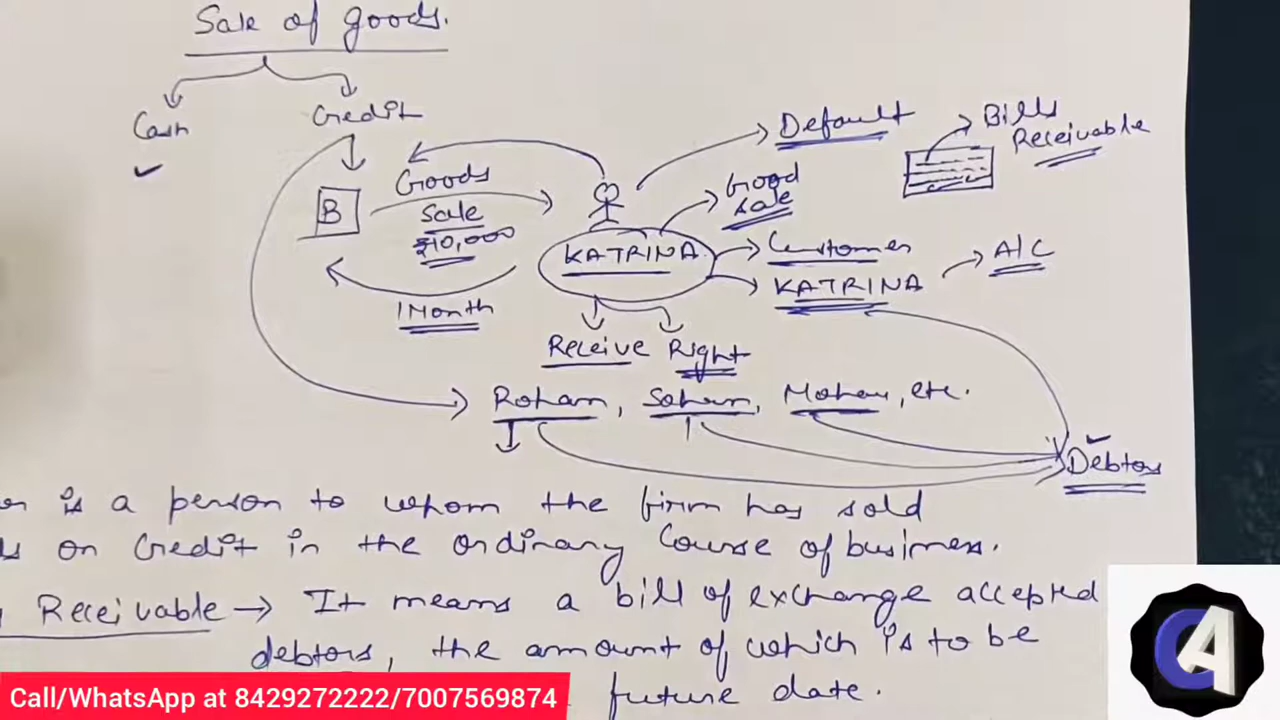 Sale of goods.
Cash
Credit
B
Goods
Sale
₹10,000
1 Month
KATRINA
Default
Good
Sale
Customer
KATRINA
A/C
Bills
Receivable
Receive Right
Rohan, Sohan, Mohan, etc.
Debtors
is a person to whom the firm has sold
on Credit in the ordinary Course of business.
Receivable → It means a bill of exchange accepted
debtors, the amount of which is to be
future date.
Call/WhatsApp at 8429272222/7007569874
CA